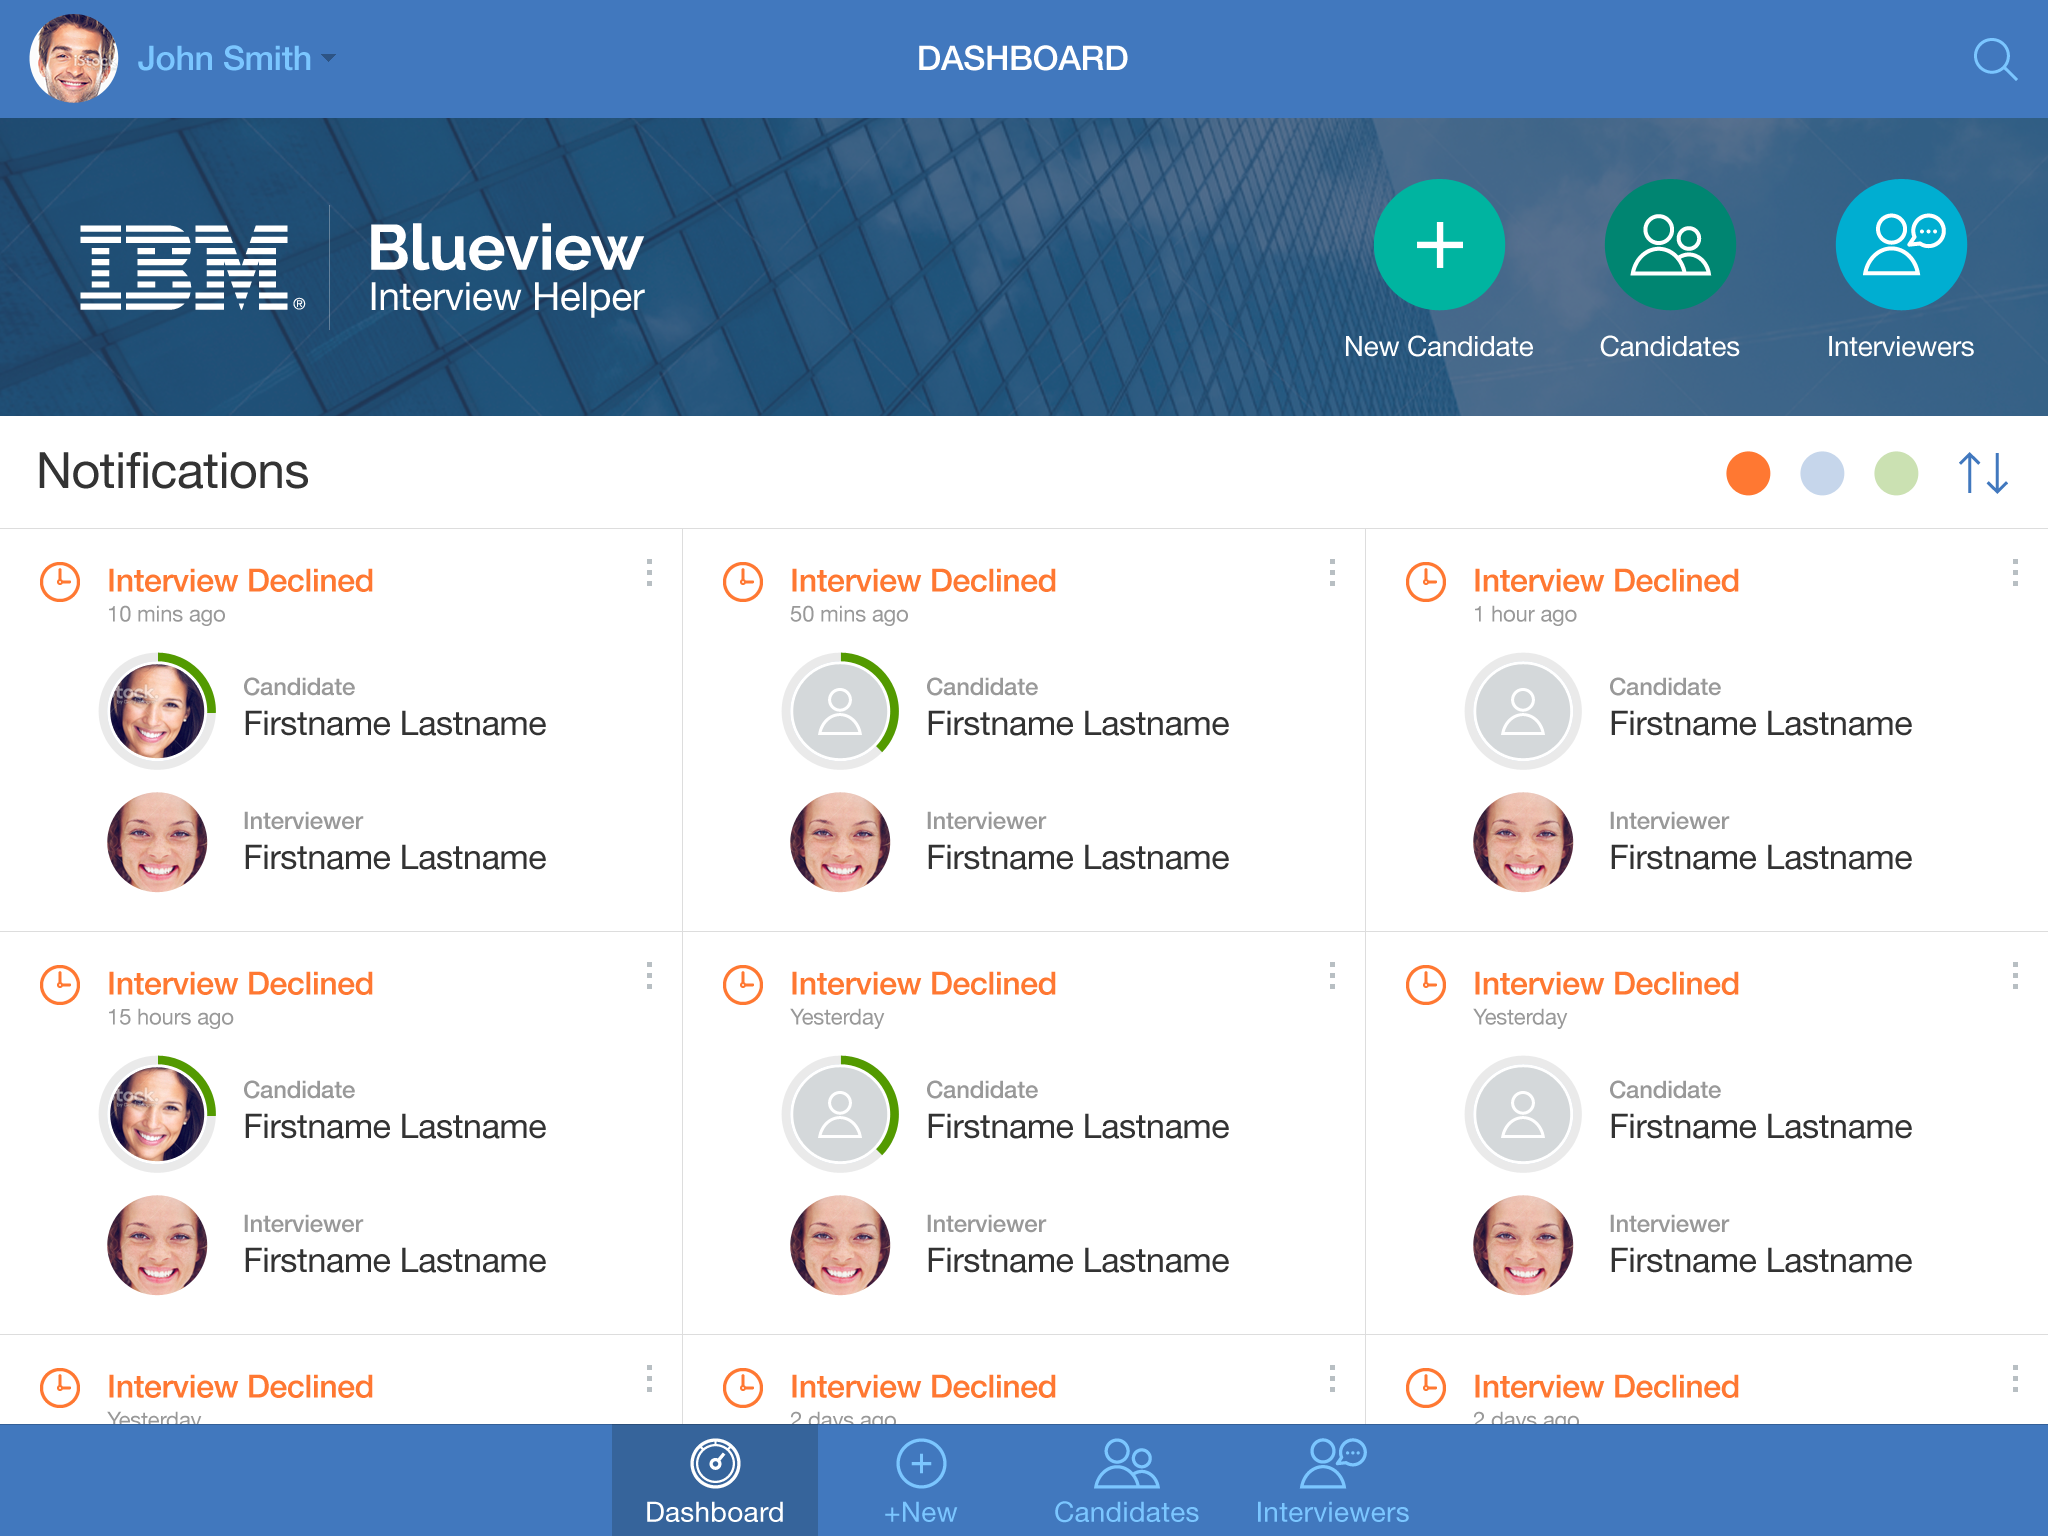 John Smith
DASHBOARD
IBM®
Blueview
Interview Helper
New Candidate
Candidates
Interviewers
Notifications
Interview Declined
10 mins ago
Candidate
Firstname Lastname
Interviewer
Firstname Lastname
Interview Declined
50 mins ago
Candidate
Firstname Lastname
Interviewer
Firstname Lastname
Interview Declined
1 hour ago
Candidate
Firstname Lastname
Interviewer
Firstname Lastname
Interview Declined
15 hours ago
Candidate
Firstname Lastname
Interviewer
Firstname Lastname
Interview Declined
Yesterday
Candidate
Firstname Lastname
Interviewer
Firstname Lastname
Interview Declined
Yesterday
Candidate
Firstname Lastname
Interviewer
Firstname Lastname
Interview Declined
Yesterday
Interview Declined
2 days ago
Interview Declined
2 days ago
Dashboard
+New
Candidates
Interviewers